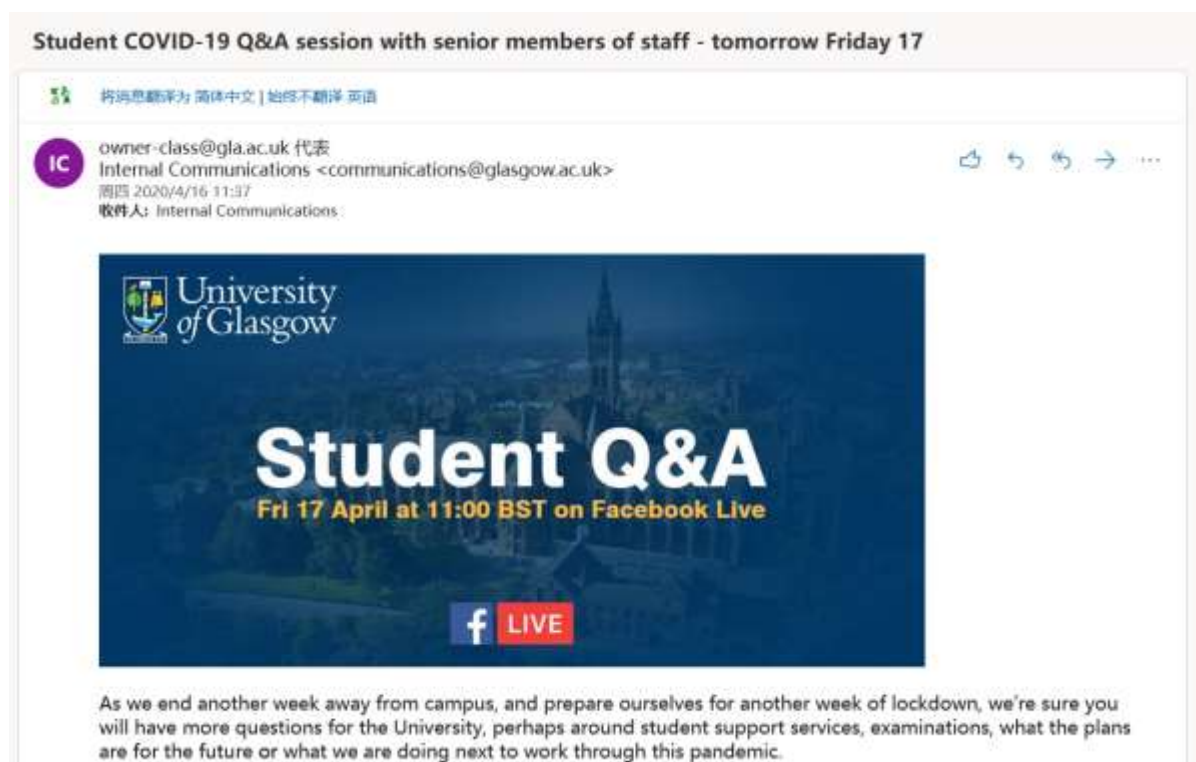 Student COVID-19 Q&A session with senior members of staff - tomorrow Friday 17
将消息翻译为 简体中文 | 始终不翻译 英语
IC
owner-class@gla.ac.uk 代表
Internal Communications <communications@glasgow.ac.uk>
周四 2020/4/16 11:37
收件人: Internal Communications
University
of Glasgow
Student Q&A
Fri 17 April at 11:00 BST on Facebook Live
f LIVE
As we end another week away from campus, and prepare ourselves for another week of lockdown, we're sure you
will have more questions for the University, perhaps around student support services, examinations, what the plans
are for the future or what we are doing next to work through this pandemic.